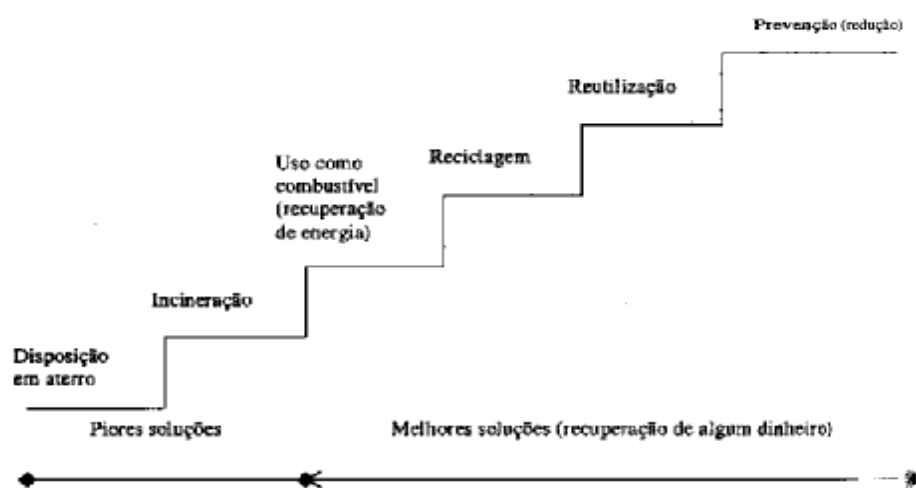 Prevenção (redução)
Reutilização
Reciclagem
Uso como
combustível
(recuperação
de energia)
Incineração
Disposição
em aterro
Piores soluções
Melhores soluções (recuperação de algum dinheiro)